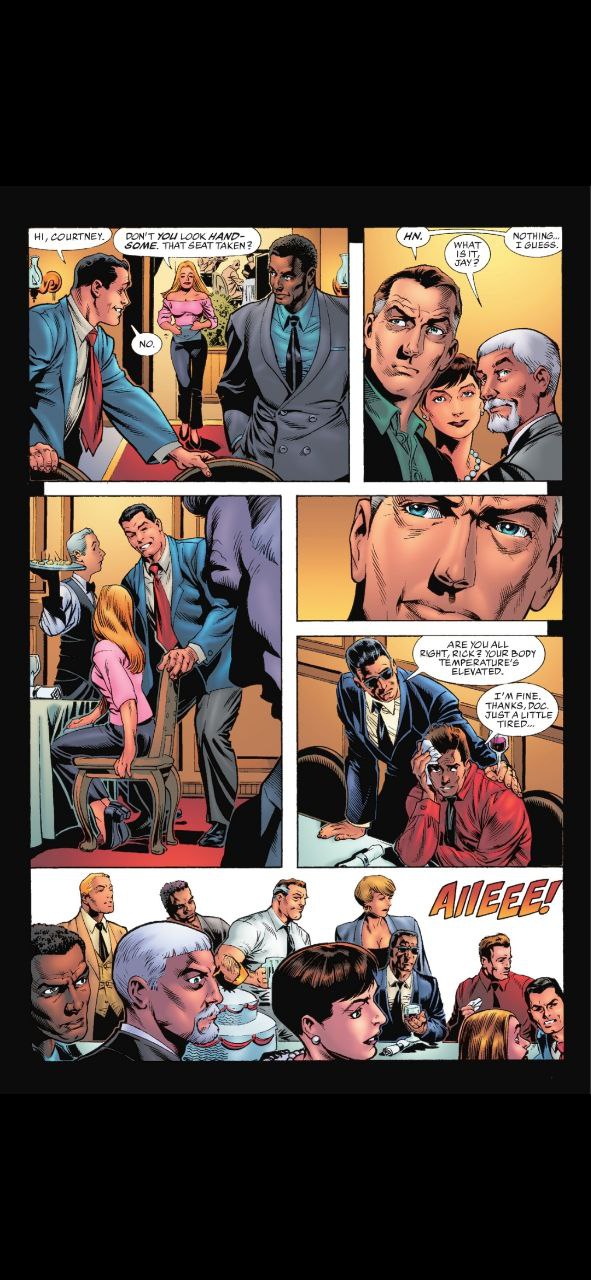 HI, COURTNEY.
DON'T YOU LOOK HAND-
SOME. THAT SEAT TAKEN?
NO.
HN.
WHAT
IS IT,
JAY?
NOTHING...
I GUESS.
ARE YOU ALL
RIGHT, RICK? YOUR BODY
TEMPERATURE'S
ELEVATED.
I'M FINE.
THANKS, DOC.
JUST A LITTLE
TIRED...
AIIEEE!